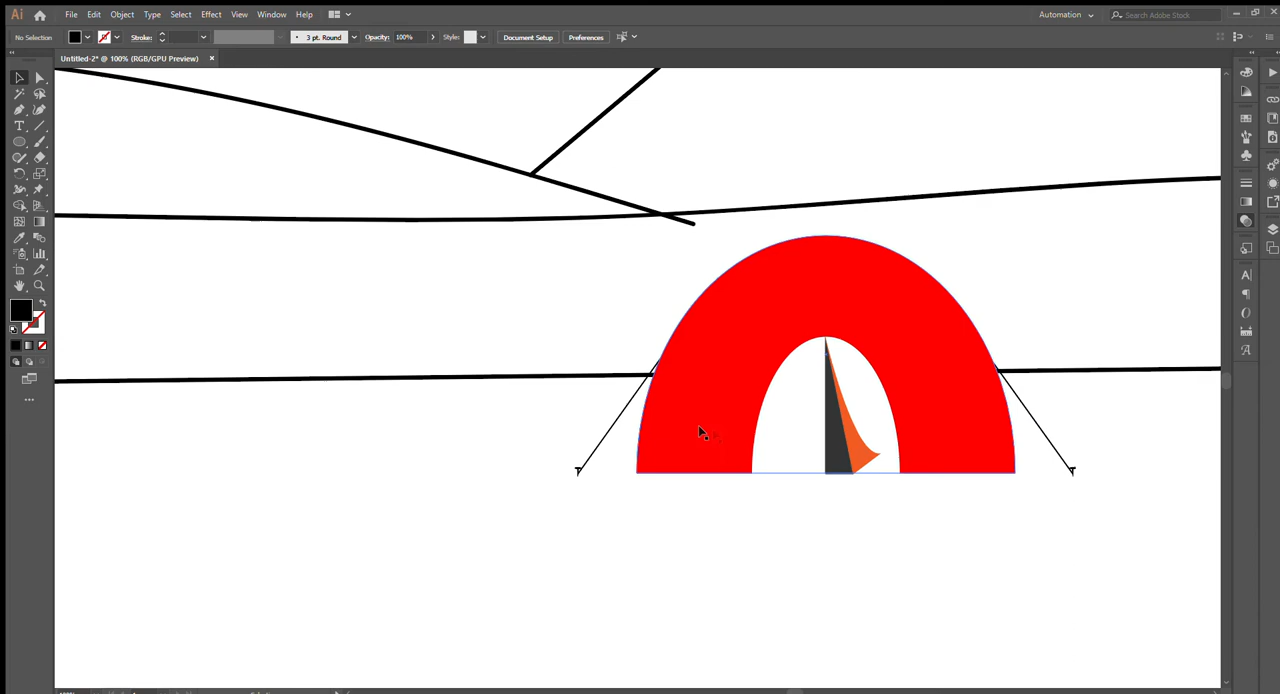 Ai File Edit Object Type Select Effect View Window Help Automation Search Adobe Stock
No Selection Stroke: 3 pt. Round Opacity: 100% Style: Document Setup Preferences
Untitled-2* @ 100% (RGB/GPU Preview) ×